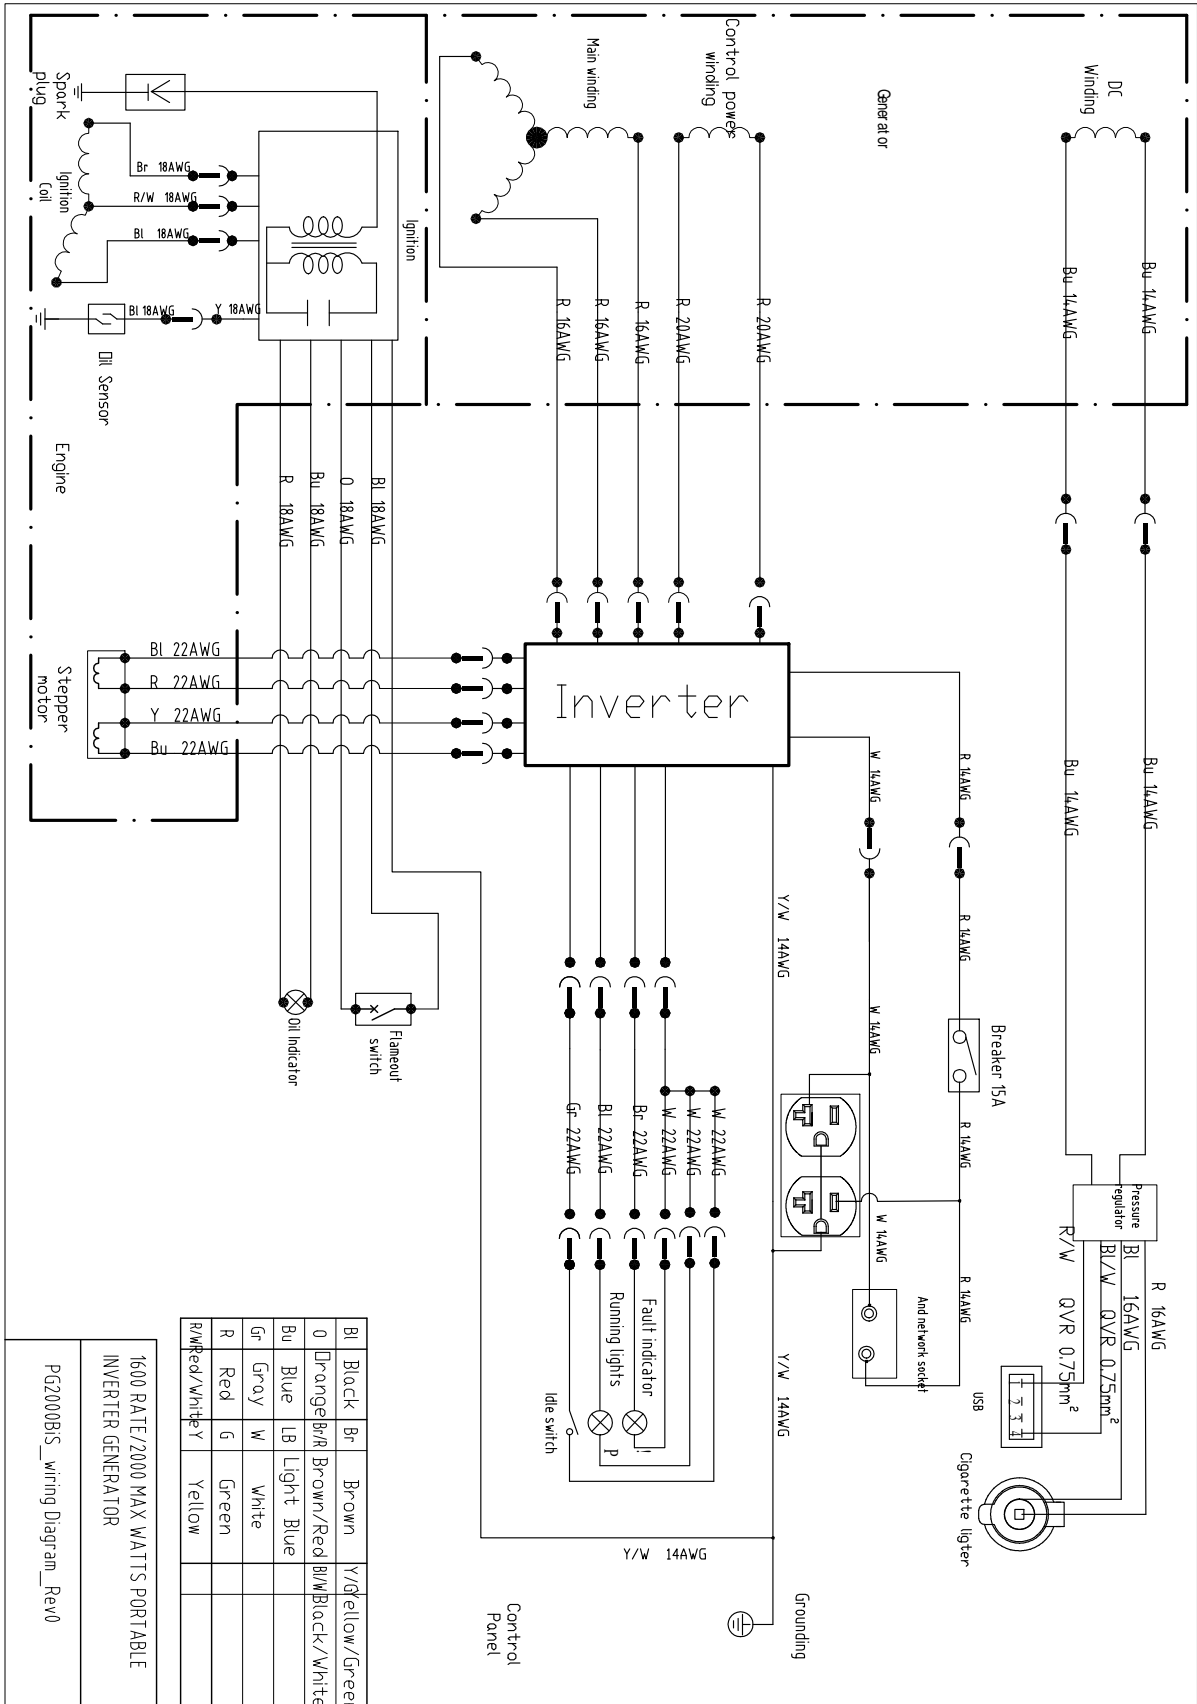 DC
Winding
Generator
Control power
winding
Main winding
Spark
plug
Ignition
Coil
Ignition
Br 18AWG
R/W 18AWG
Bl 18AWG
Bl 18AWG
Y 18AWG
Oil Sensor
Engine
R 16AWG
R 16AWG
R 16AWG
R 20AWG
R 20AWG
Bu 14AWG
Bu 14AWG
R 18AWG
Bu 18AWG
O 18AWG
Bl 18AWG
Stepper
motor
Bl 22AWG
R 22AWG
Y 22AWG
Bu 22AWG
Inverter
W 14AWG
R 14AWG
Bu 14AWG
Bu 14AWG
Y/W 14AWG
R 14AWG
W 14AWG
Breaker 15A
Oil Indicator
Flameout
switch
Gr 22AWG
Bl 22AWG
Br 22AWG
W 22AWG
W 22AWG
W 22AWG
R 14AWG
W 14AWG
Pressure
regulator
R 16AWG
Bl 16AWG
Bl/W QVR 0.75mm²
R/W QVR 0.75mm²
R 14AWG
And network socket
USB
1
2
3
4
Cigarette ligter
Fault indicator
Running lights
Idle switch
!
P
Y/W 14AWG
Y/W 14AWG
Grounding
Control
Panel
Bl Black Br Brown Y/G Yellow/Green
O Orange Br/R Brown/Red Bl/W Black/White
Bu Blue LB Light Blue
Gr Gray W White
R Red G Green
R/W Red/White Y Yellow
1600 RATE/2000 MAX WATTS PORTABLE
INVERTER GENERATOR
PG2000BiS_wiring Diagram_Rev0